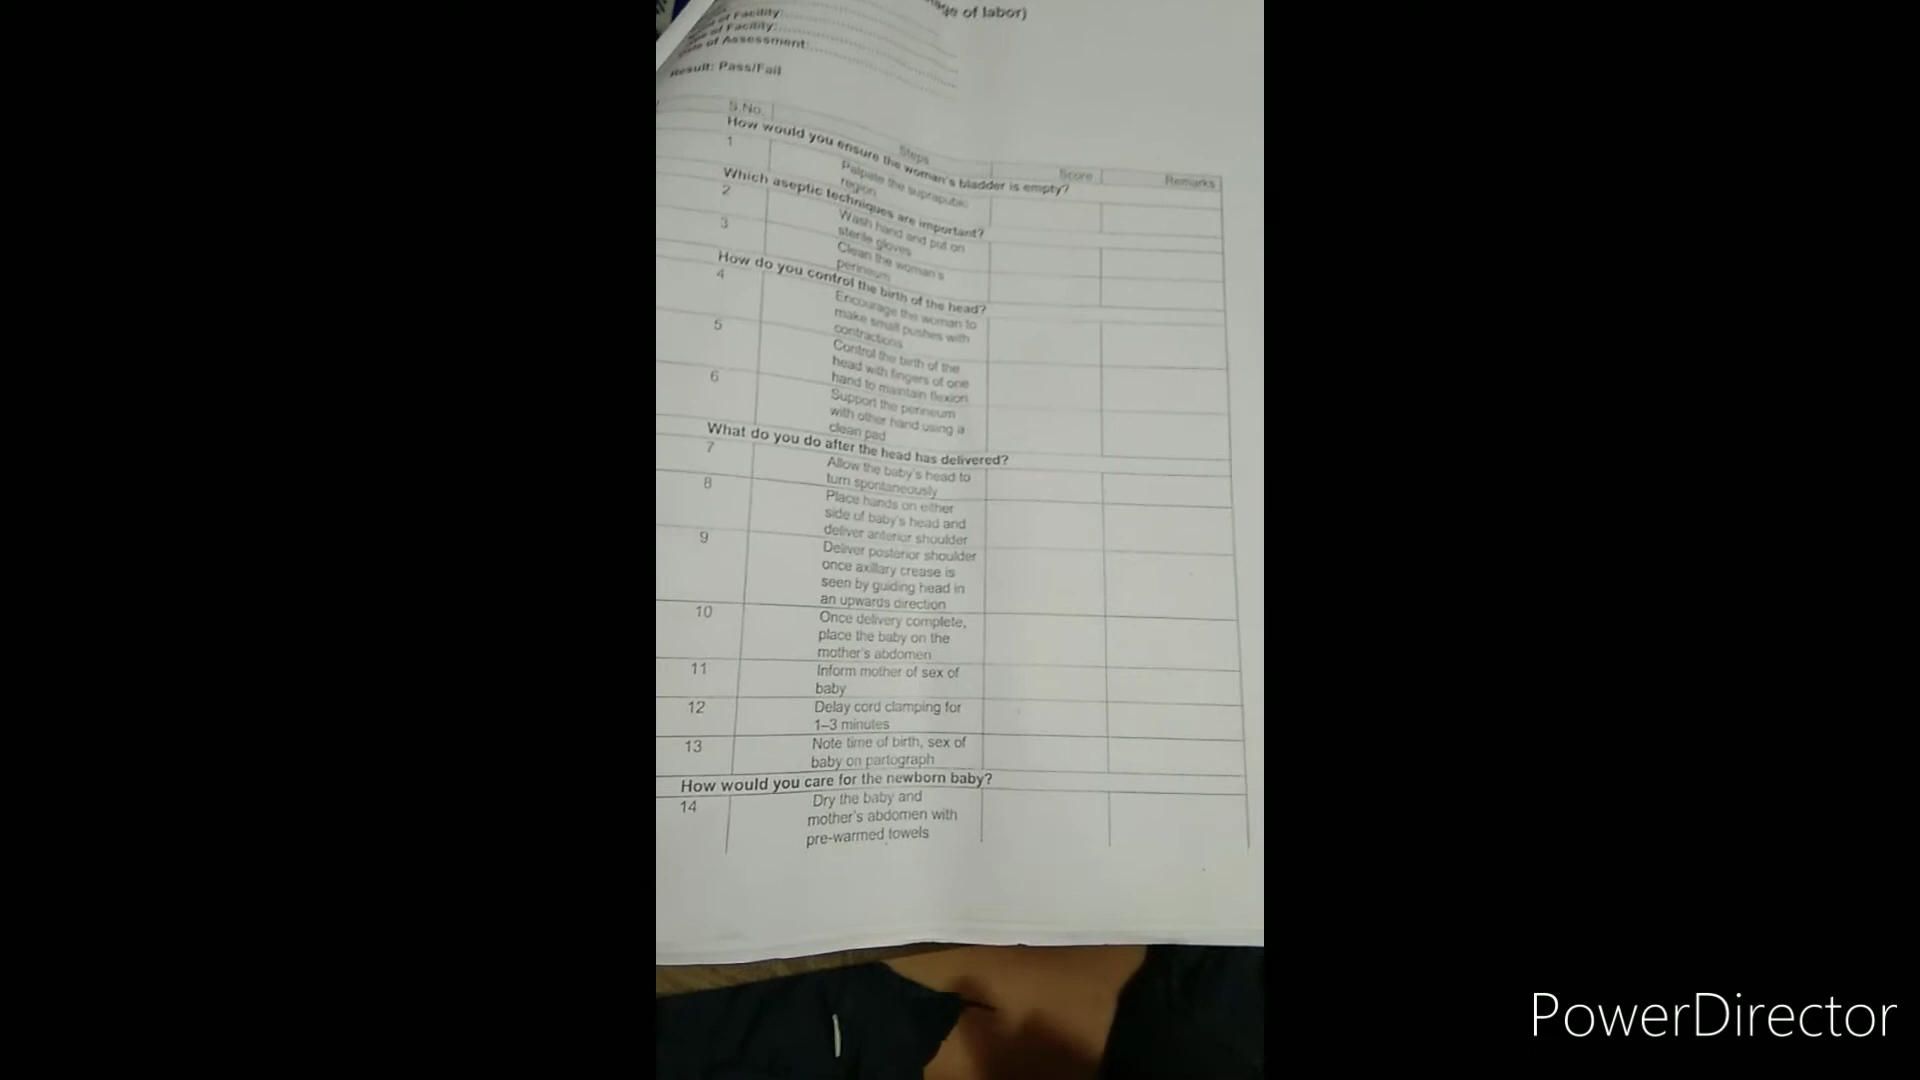 of labor)
of Facility:
of Facility:
of Assessment:
Result: Pass/Fail
S.No.
Steps
Score
Remarks
How would you ensure the woman's bladder is empty?
1
Palpate the suprapubic
region
Which aseptic techniques are important?
2
Wash hand and put on
sterile gloves
3
Clean the woman's
perineum
How do you control the birth of the head?
4
Encourage the woman to
make small pushes with
contractions
5
Control the birth of the
head with fingers of one
hand to maintain flexion
6
Support the perineum
with other hand using a
clean pad
What do you do after the head has delivered?
7
Allow the baby's head to
turn spontaneously
8
Place hands on either
side of baby's head and
deliver anterior shoulder
9
Deliver posterior shoulder
once axillary crease is
seen by guiding head in
an upwards direction
10
Once delivery complete,
place the baby on the
mother's abdomen
11
Inform mother of sex of
baby
12
Delay cord clamping for
1–3 minutes
13
Note time of birth, sex of
baby on partograph
How would you care for the newborn baby?
14
Dry the baby and
mother's abdomen with
pre-warmed towels
PowerDirector